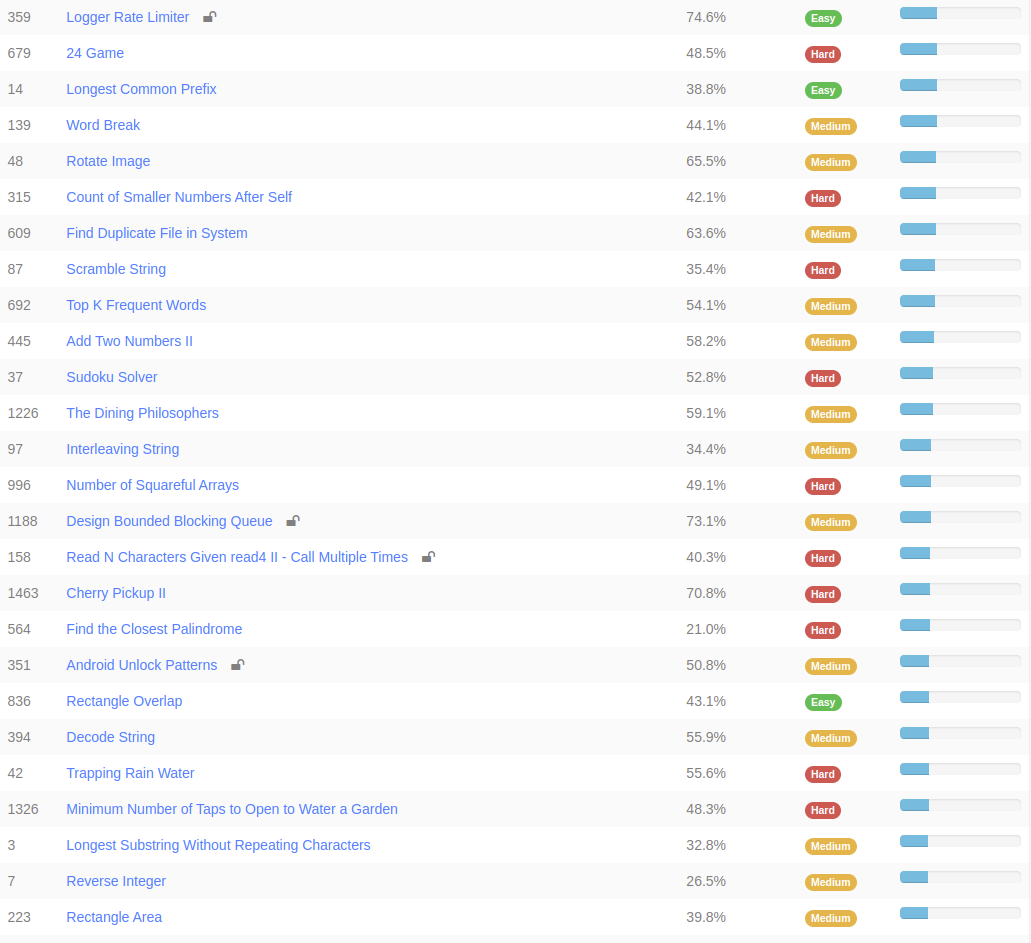 359 Logger Rate Limiter 74.6% Easy
679 24 Game 48.5% Hard
14 Longest Common Prefix 38.8% Easy
139 Word Break 44.1% Medium
48 Rotate Image 65.5% Medium
315 Count of Smaller Numbers After Self 42.1% Hard
609 Find Duplicate File in System 63.6% Medium
87 Scramble String 35.4% Hard
692 Top K Frequent Words 54.1% Medium
445 Add Two Numbers II 58.2% Medium
37 Sudoku Solver 52.8% Hard
1226 The Dining Philosophers 59.1% Medium
97 Interleaving String 34.4% Medium
996 Number of Squareful Arrays 49.1% Hard
1188 Design Bounded Blocking Queue 73.1% Medium
158 Read N Characters Given read4 II - Call Multiple Times 40.3% Hard
1463 Cherry Pickup II 70.8% Hard
564 Find the Closest Palindrome 21.0% Hard
351 Android Unlock Patterns 50.8% Medium
836 Rectangle Overlap 43.1% Easy
394 Decode String 55.9% Medium
42 Trapping Rain Water 55.6% Hard
1326 Minimum Number of Taps to Open to Water a Garden 48.3% Hard
3 Longest Substring Without Repeating Characters 32.8% Medium
7 Reverse Integer 26.5% Medium
223 Rectangle Area 39.8% Medium